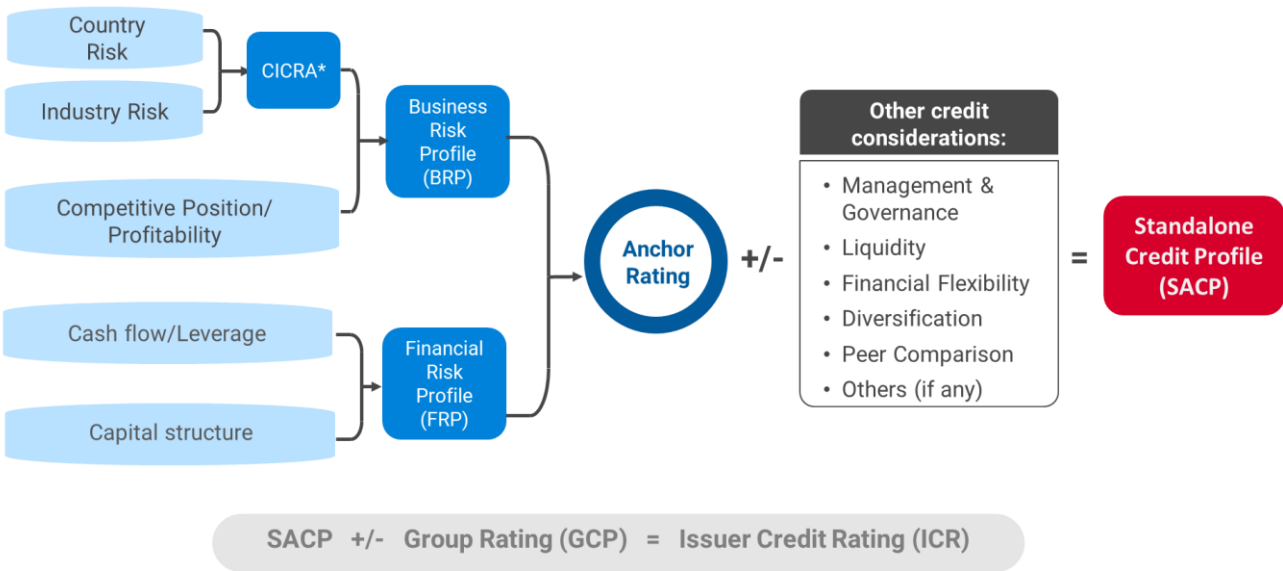 Country
Risk
CICRA*
Industry Risk
Business
Risk
Profile
(BRP)
Competitive Position/
Profitability
Cash flow/Leverage
Financial
Risk
Profile
(FRP)
Capital structure
Anchor
Rating
+/-
Other credit
considerations:
• Management &
Governance
• Liquidity
• Financial Flexibility
• Diversification
• Peer Comparison
• Others (if any)
=
Standalone
Credit Profile
(SACP)
SACP +/- Group Rating (GCP) = Issuer Credit Rating (ICR)